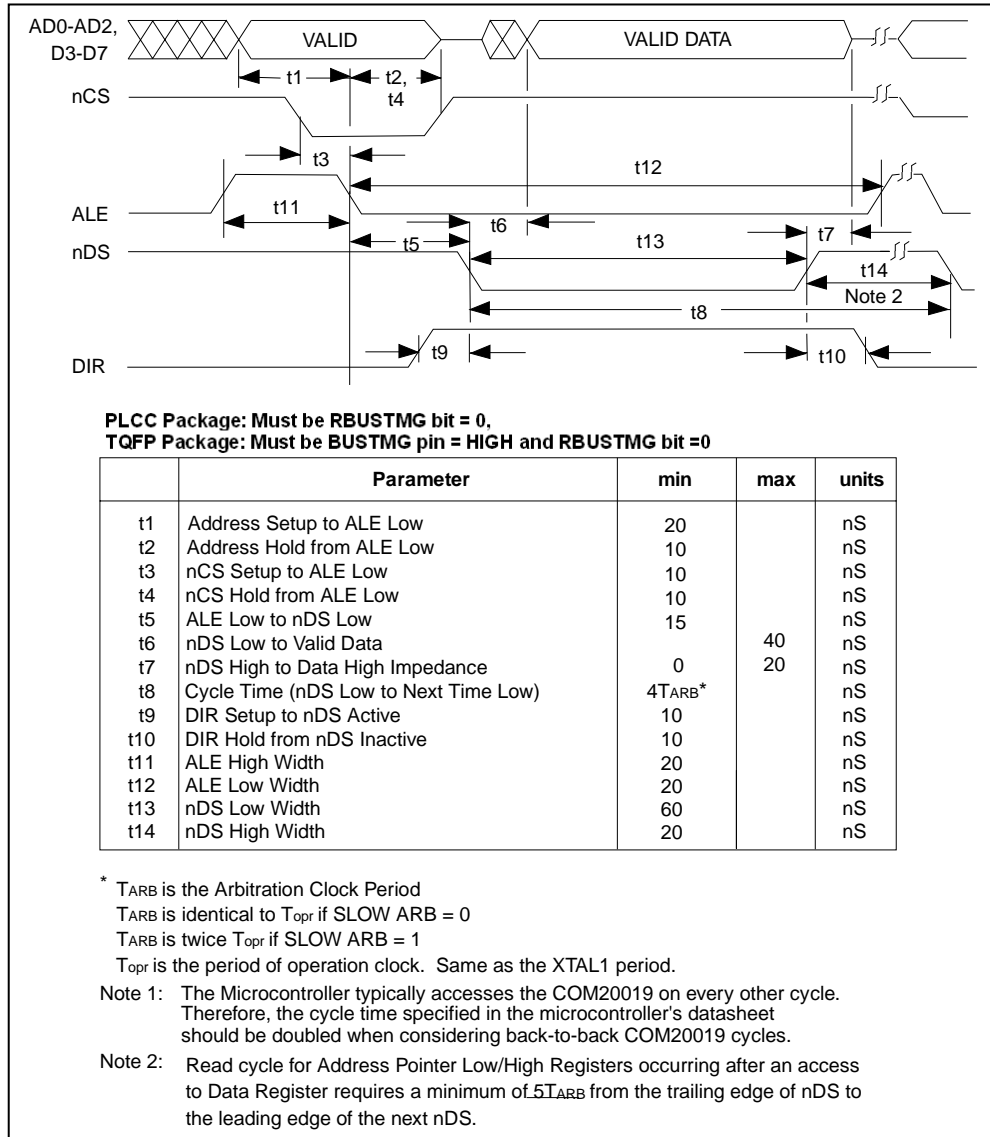 AD0-AD2,
D3-D7
VALID
VALID DATA
t1
t2,
t4
nCS
t3
t12
ALE
t11
t6
t5
t13
t7
nDS
t14
Note 2
t8
t9
t10
DIR
PLCC Package: Must be RBUSTMG bit = 0,
TQFP Package: Must be BUSTMG pin = HIGH and RBUSTMG bit =0
Parameter min max units
t1 Address Setup to ALE Low 20 nS
t2 Address Hold from ALE Low 10 nS
t3 nCS Setup to ALE Low 10 nS
t4 nCS Hold from ALE Low 10 nS
t5 ALE Low to nDS Low 15 nS
t6 nDS Low to Valid Data 40 nS
t7 nDS High to Data High Impedance 0 20 nS
t8 Cycle Time (nDS Low to Next Time Low) 4TARB* nS
t9 DIR Setup to nDS Active 10 nS
t10 DIR Hold from nDS Inactive 10 nS
t11 ALE High Width 20 nS
t12 ALE Low Width 20 nS
t13 nDS Low Width 60 nS
t14 nDS High Width 20 nS
* TARB is the Arbitration Clock Period
TARB is identical to Topr if SLOW ARB = 0
TARB is twice Topr if SLOW ARB = 1
Topr is the period of operation clock. Same as the XTAL1 period.
Note 1: The Microcontroller typically accesses the COM20019 on every other cycle.
Therefore, the cycle time specified in the microcontroller's datasheet
should be doubled when considering back-to-back COM20019 cycles.
Note 2: Read cycle for Address Pointer Low/High Registers occurring after an access
to Data Register requires a minimum of 5TARB from the trailing edge of nDS to
the leading edge of the next nDS.